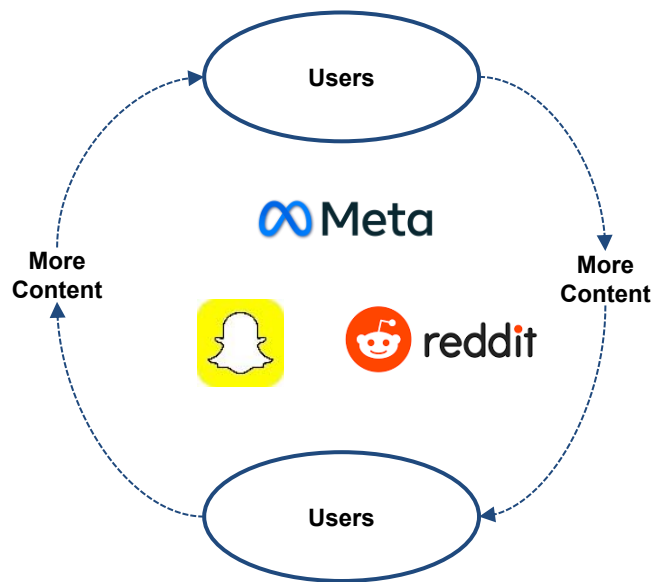 Users
Meta
More
Content
More
Content
reddit
Users